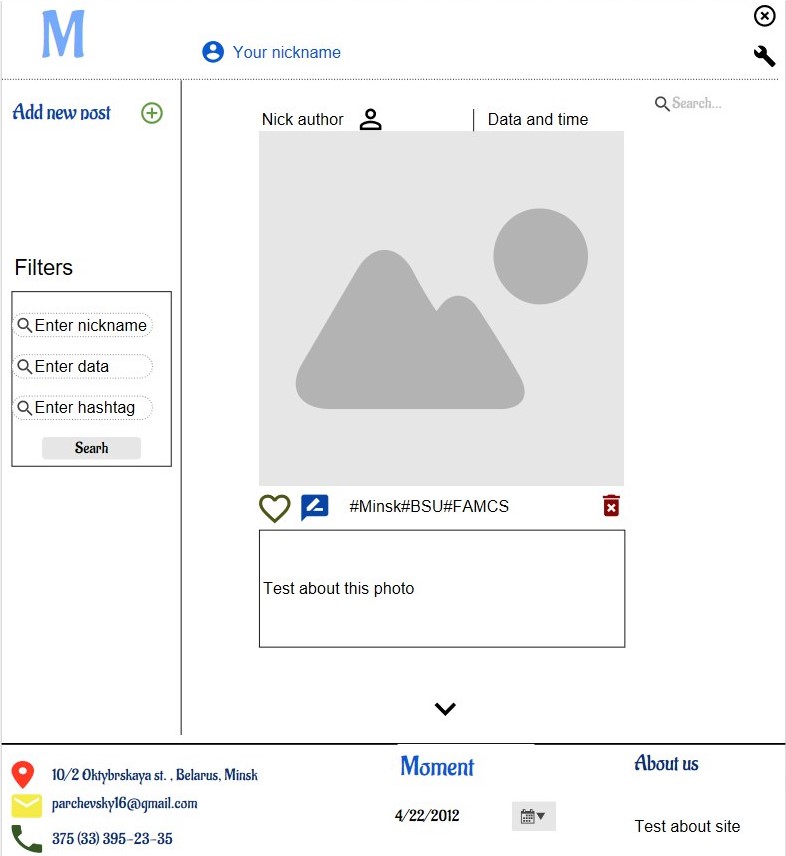 M
Your nickname
Add new post
Search...
Nick author
Data and time
Filters
Enter nickname
Enter data
Enter hashtag
Searh
#Minsk#BSU#FAMCS
Test about this photo
10/2 Oktybrskaya st. , Belarus, Minsk
parchevsky16@gmail.com
375 (33) 395-23-35
Moment
4/22/2012
About us
Test about site